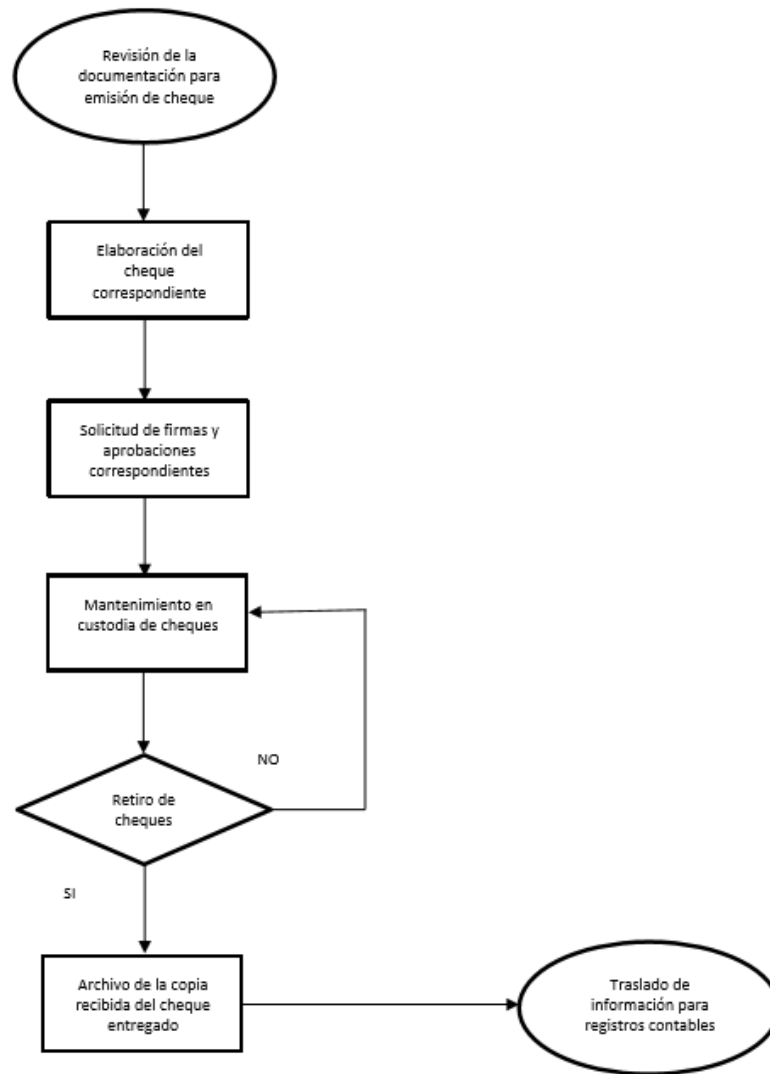 Revisión de la
documentación para
emisión de cheque
Elaboración del
cheque
correspondiente
Solicitud de firmas y
aprobaciones
correspondientes
Mantenimiento en
custodia de cheques
NO
Retiro de
cheques
SI
Archivo de la copia
recibida del cheque
entregado
Traslado de
información para
registros contables